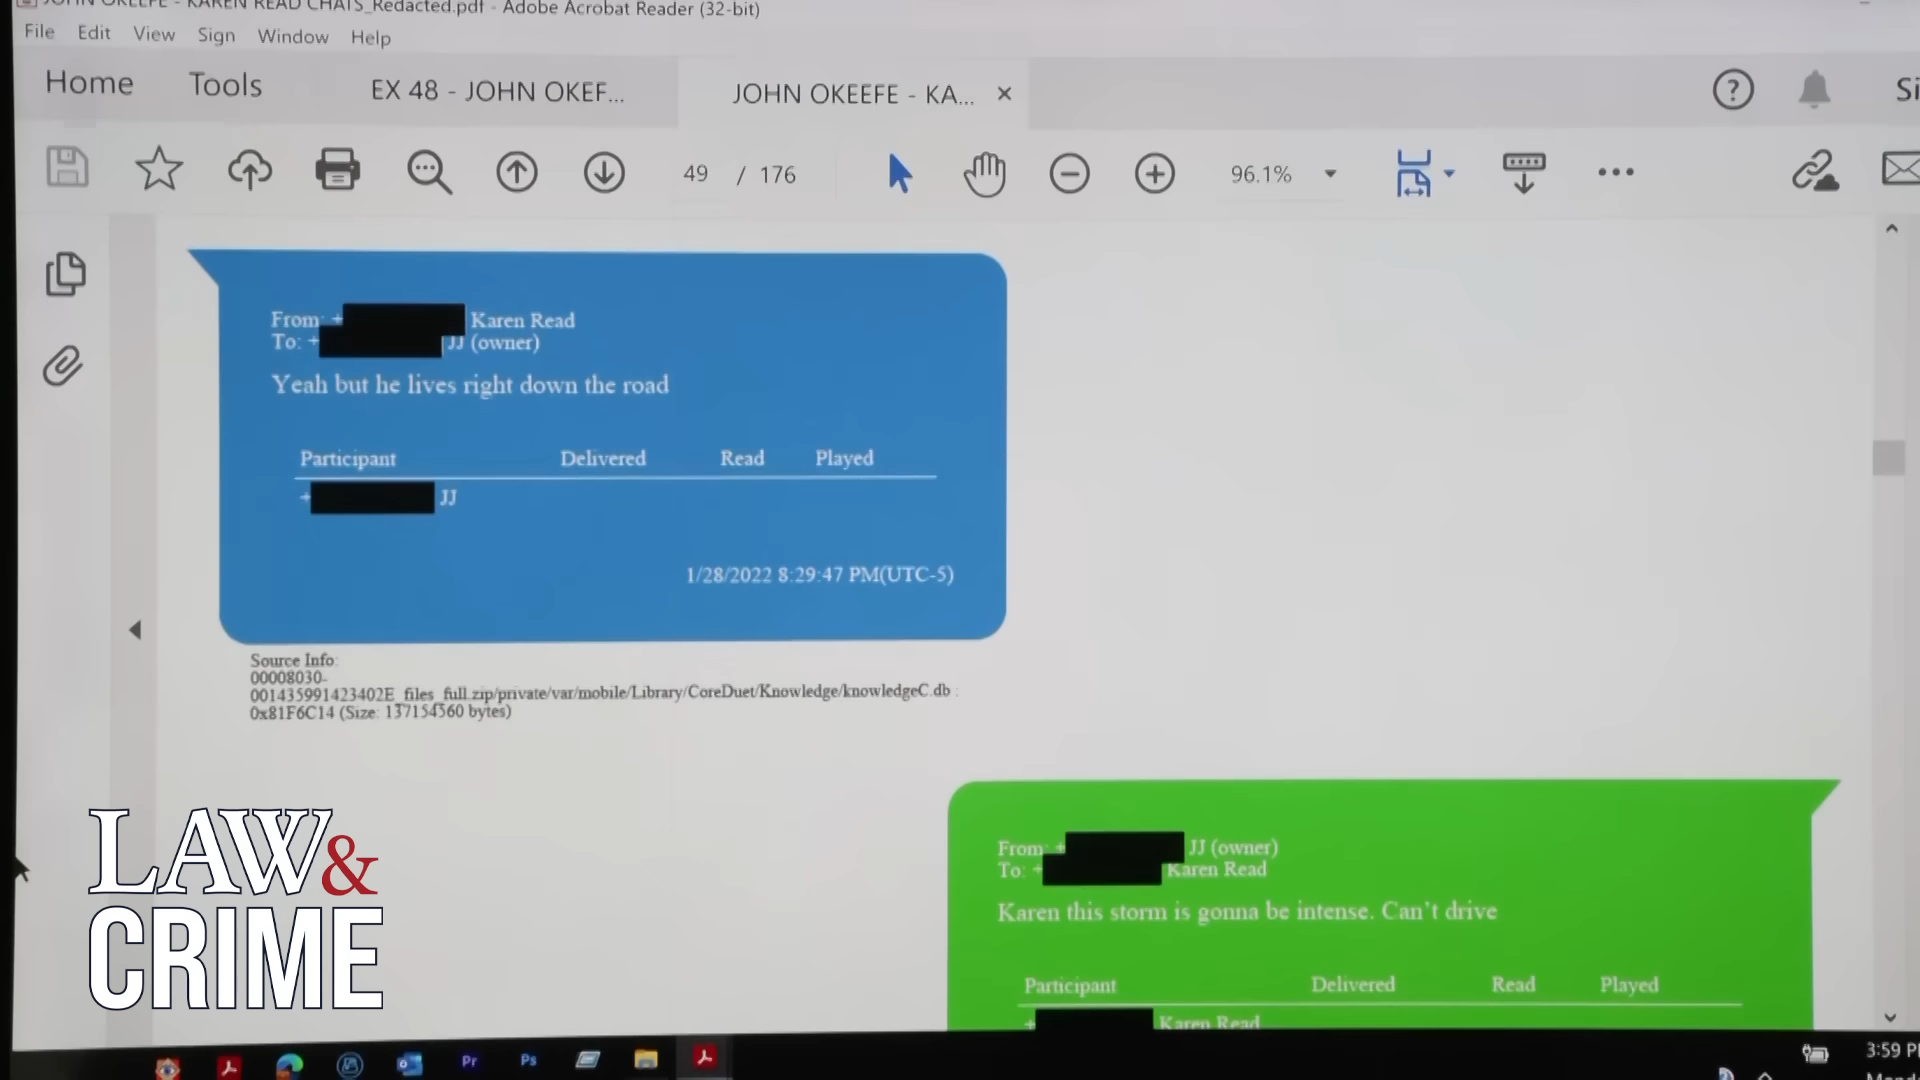 JOHN OKEEFE - KAREN READ CHATS_Redacted.pdf - Adobe Acrobat Reader (32-bit)
File Edit View Sign Window Help
Home Tools EX 48 - JOHN OKEF... JOHN OKEEFE - KA... ×
49 / 176 96.1%
From: + Karen Read
To: + JJ (owner)
Yeah but he lives right down the road
Participant Delivered Read Played
+ JJ
1/28/2022 8:29:47 PM(UTC-5)
Source Info:
00008030-
001435991423402E_files_full.zip/private/var/mobile/Library/CoreDuet/Knowledge/knowledgeC.db :
0x81F6C14 (Size: 137154560 bytes)
From: + JJ (owner)
To: + Karen Read
Karen this storm is gonna be intense. Can't drive
Participant Delivered Read Played
+ Karen Read
LAW&
CRIME
Pr Ps
3:59 P